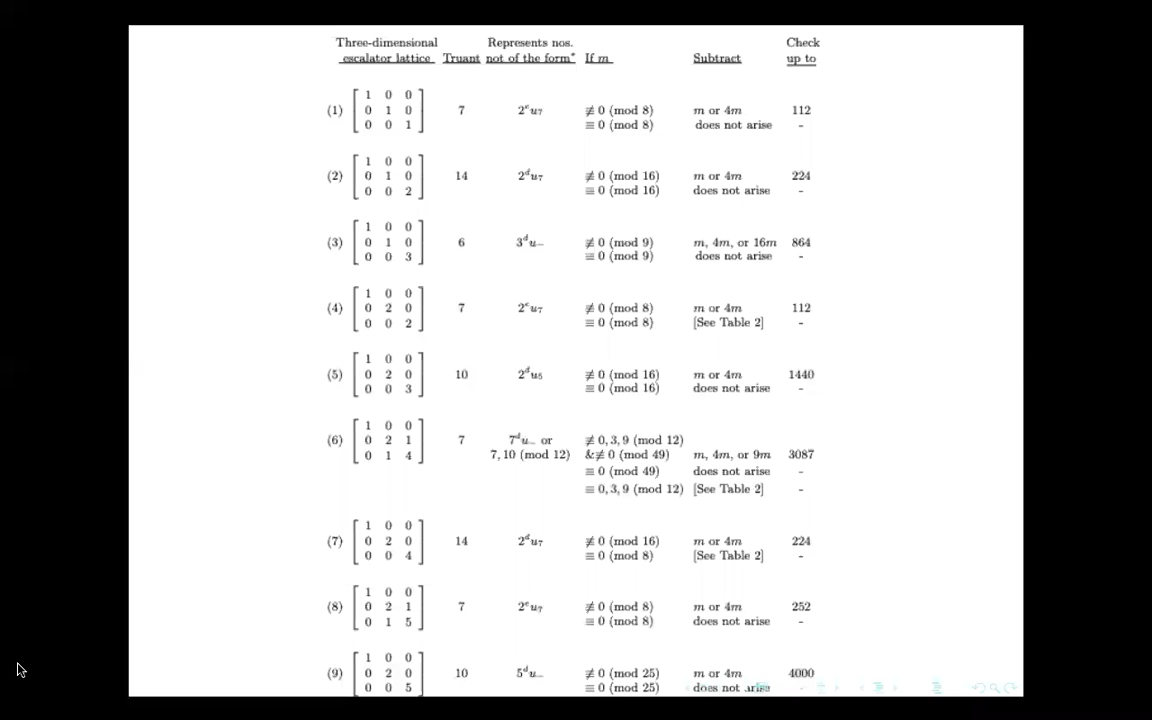 Three-dimensional Represents nos. Check
escalator lattice Truant not of the form* If m Subtract up to
(1) [1 0 0 7 2^e u_7 ≢ 0 (mod 8) m or 4m 112
0 1 0 ≡ 0 (mod 8) does not arise -
0 0 1]
(2) [1 0 0 14 2^d u_7 ≢ 0 (mod 16) m or 4m 224
0 1 0 ≡ 0 (mod 16) does not arise -
0 0 2]
(3) [1 0 0 6 3^d u_− ≢ 0 (mod 9) m, 4m, or 16m 864
0 1 0 ≡ 0 (mod 9) does not arise -
0 0 3]
(4) [1 0 0 7 2^e u_7 ≢ 0 (mod 8) m or 4m 112
0 2 0 ≡ 0 (mod 8) [See Table 2] -
0 0 2]
(5) [1 0 0 10 2^d u_5 ≢ 0 (mod 16) m or 4m 1440
0 2 0 ≡ 0 (mod 16) does not arise -
0 0 3]
(6) [1 0 0 7 7^d u_− or ≢ 0, 3, 9 (mod 12)
0 2 1 7, 10 (mod 12) &≢ 0 (mod 49) m, 4m, or 9m 3087
0 1 4] ≡ 0 (mod 49) does not arise -
≡ 0, 3, 9 (mod 12) [See Table 2] -
(7) [1 0 0 14 2^d u_7 ≢ 0 (mod 16) m or 4m 224
0 2 0 ≡ 0 (mod 8) [See Table 2] -
0 0 4]
(8) [1 0 0 7 2^e u_7 ≢ 0 (mod 8) m or 4m 252
0 2 1 ≡ 0 (mod 8) does not arise -
0 1 5]
(9) [1 0 0 10 5^d u_− ≢ 0 (mod 25) m or 4m 4000
0 2 0 ≡ 0 (mod 25) does not arise
0 0 5]